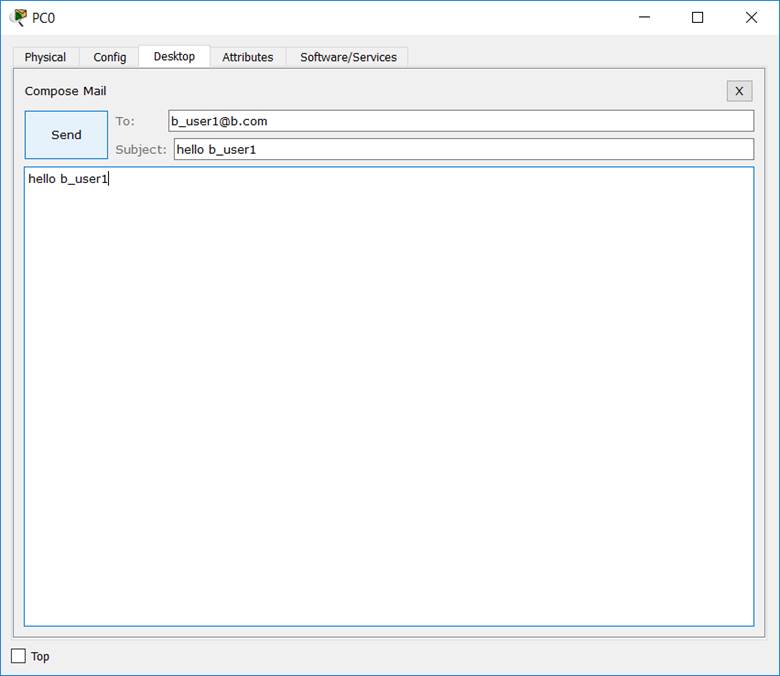 PC0
Physical Config Desktop Attributes Software/Services
Compose Mail X
Send
To: b_user1@b.com
Subject: hello b_user1
hello b_user1
Top